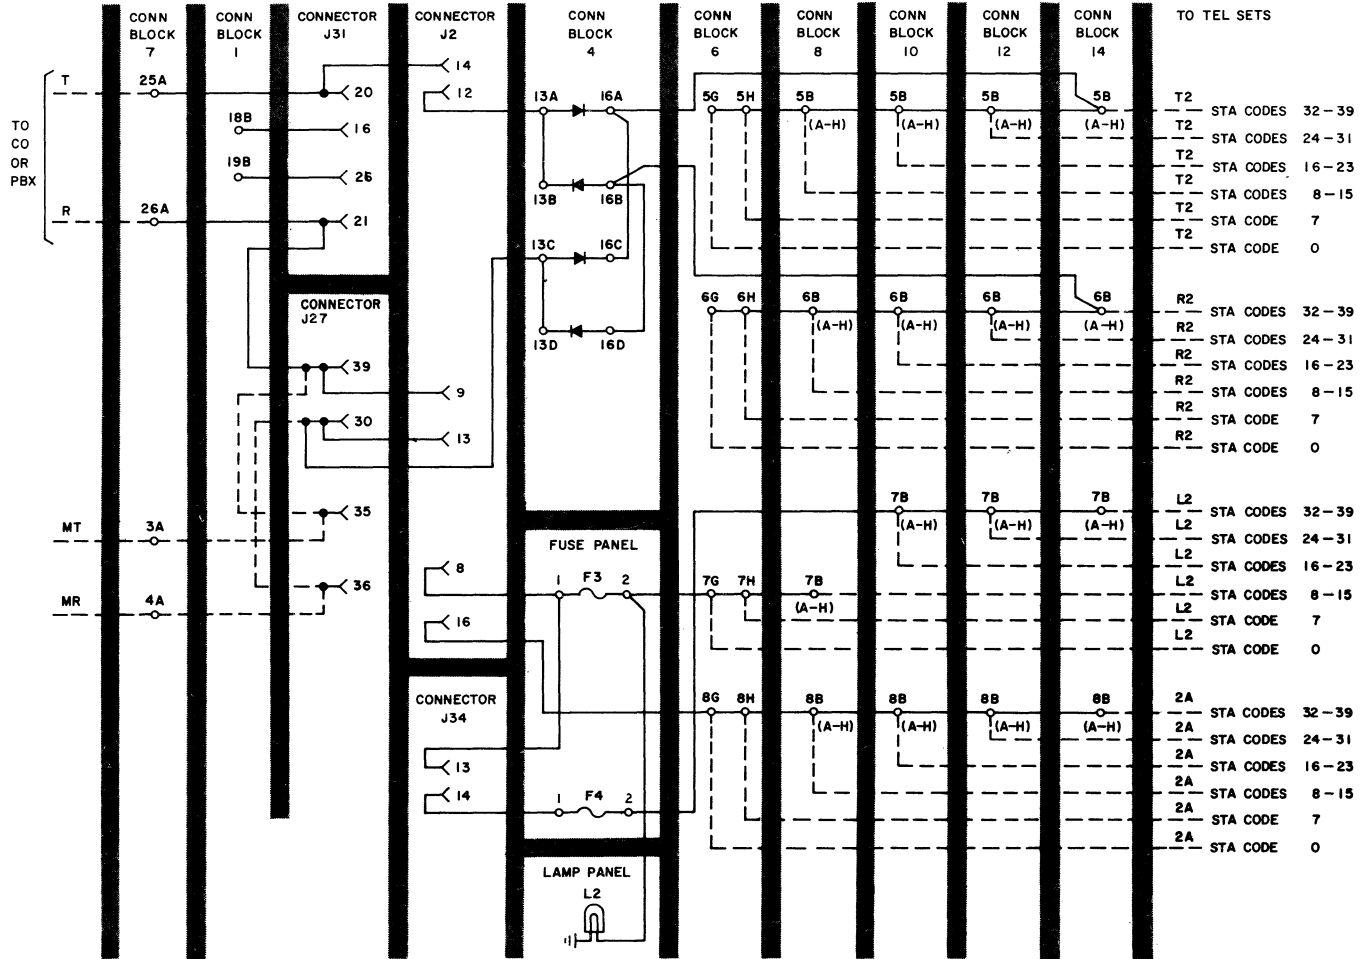 CONN BLOCK 7
CONN BLOCK 1
CONNECTOR J31
CONNECTOR J2
CONN BLOCK 4
CONN BLOCK 6
CONN BLOCK 8
CONN BLOCK 10
CONN BLOCK 12
CONN BLOCK 14
TO TEL SETS
TO CO OR PBX
T
25A
20
14
12
18B
16
19B
26
R
26A
21
CONNECTOR J27
39
9
30
13
MT
3A
35
MR
4A
36
8
16
CONNECTOR J34
13
14
13A
16A
13B
16B
13C
16C
13D
16D
FUSE PANEL
1
F3
2
1
F4
2
LAMP PANEL
L2
5G
5H
5B
5B
5B
5B
(A-H)
(A-H)
(A-H)
(A-H)
T2
STA CODES 32-39
T2
STA CODES 24-31
T2
STA CODES 16-23
T2
STA CODES 8-15
T2
STA CODE 7
T2
STA CODE 0
6G
6H
6B
6B
6B
6B
(A-H)
(A-H)
(A-H)
(A-H)
R2
STA CODES 32-39
R2
STA CODES 24-31
R2
STA CODES 16-23
R2
STA CODES 8-15
R2
STA CODE 7
R2
STA CODE 0
7B
7B
7B
(A-H)
(A-H)
(A-H)
7G
7H
7B
(A-H)
L2
STA CODES 32-39
L2
STA CODES 24-31
L2
STA CODES 16-23
L2
STA CODES 8-15
L2
STA CODE 7
L2
STA CODE 0
8G
8H
8B
8B
8B
8B
(A-H)
(A-H)
(A-H)
(A-H)
2A
STA CODES 32-39
2A
STA CODES 24-31
2A
STA CODES 16-23
2A
STA CODES 8-15
2A
STA CODE 7
2A
STA CODE 0